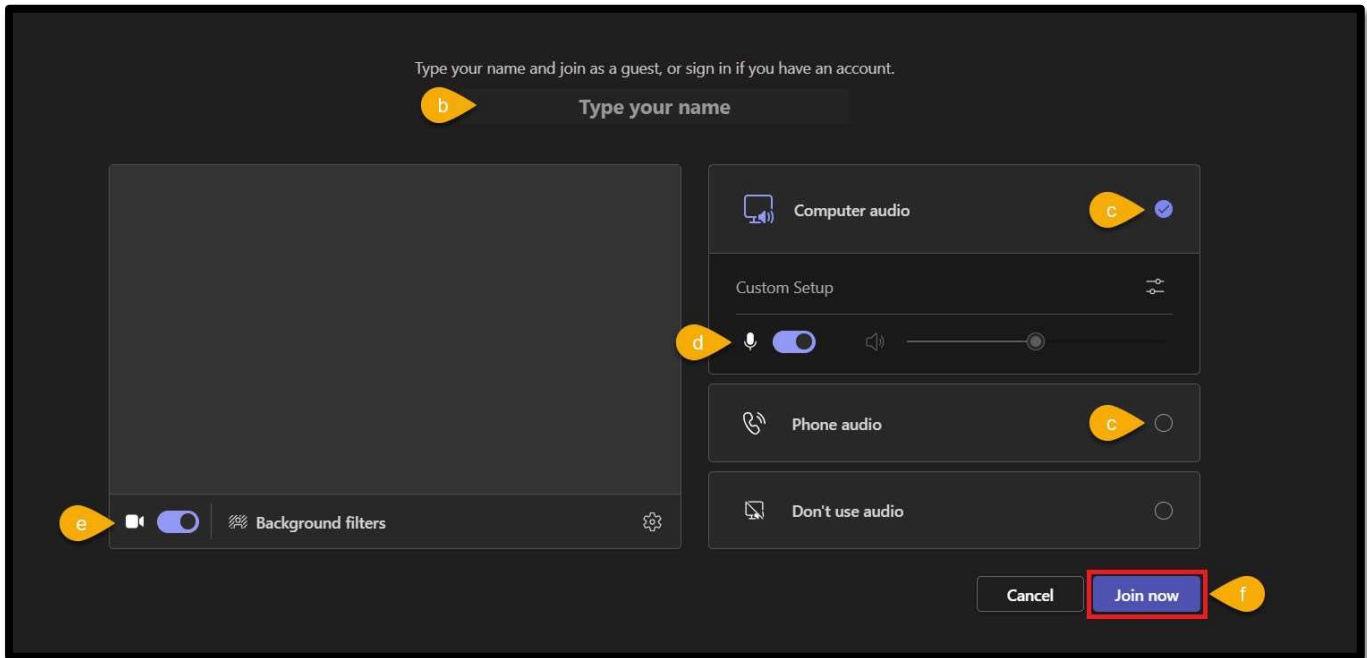 Type your name and join as a guest, or sign in if you have an account.
b
Type your name
Computer audio
c
Custom Setup
d
Phone audio
c
e
Background filters
Don't use audio
Cancel
Join now
f